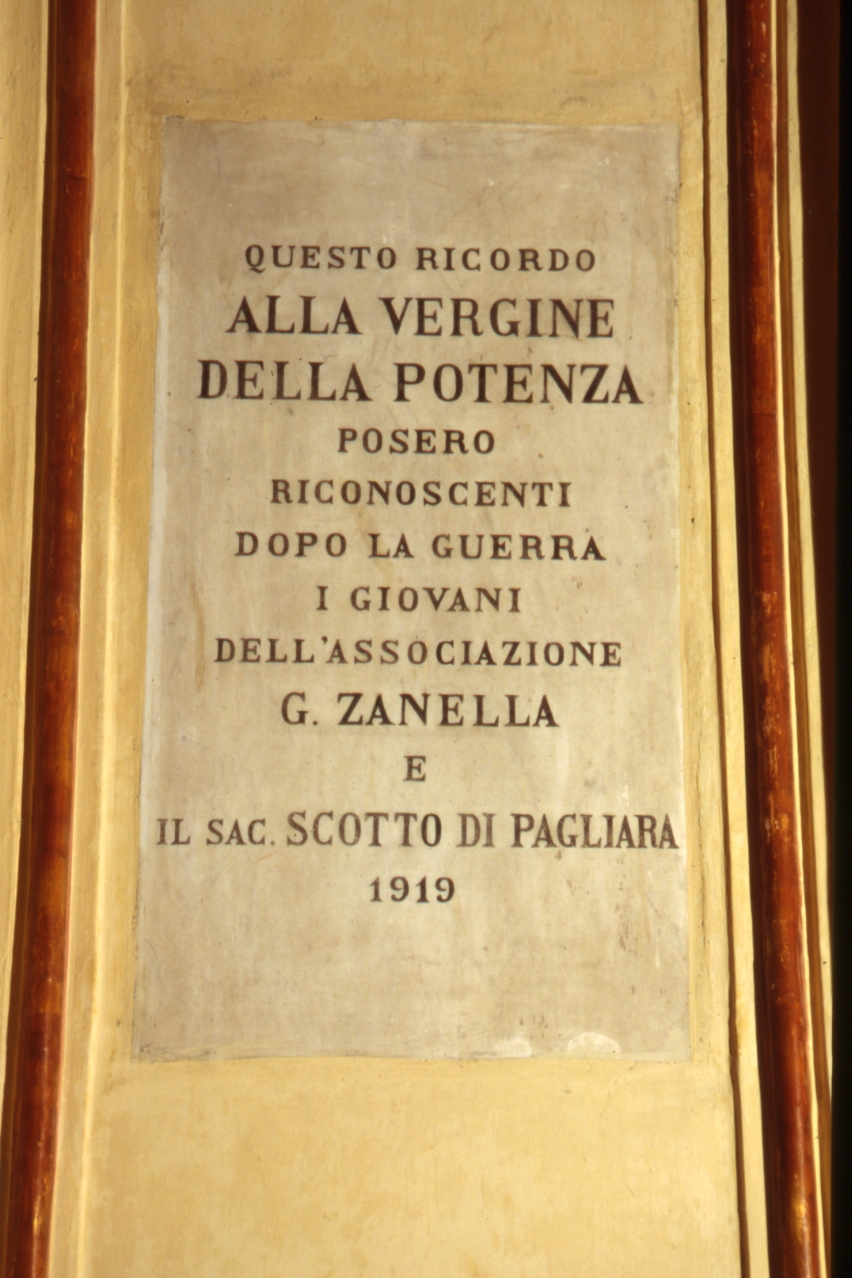 QUESTO RICORDO
ALLA VERGINE
DELLA POTENZA
POSERO
RICONOSCENTI
DOPO LA GUERRA
I GIOVANI
DELL'ASSOCIAZIONE
G. ZANELLA
E
IL SAC. SCOTTO DI PAGLIARA
1919